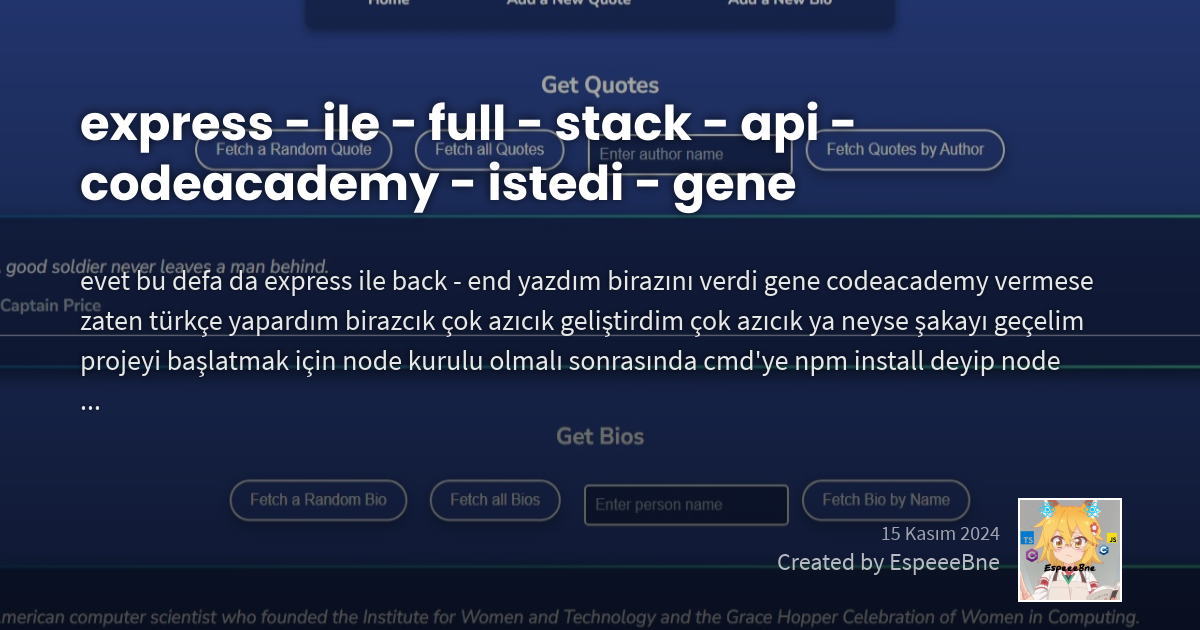 Home Add a New Quote Add a New Bio
Get Quotes
express - ile - full - stack - api -
Fetch a Random Quote Fetch all Quotes Enter author name Fetch Quotes by Author
codeacademy - istedi - gene
good soldier never leaves a man behind.
evet bu defa da express ile back - end yazdım birazını verdi gene codeacademy vermese
Captain Price
zaten türkçe yapardım birazcık çok azıcık geliştirdim çok azıcık ya neyse şakayı geçelim
projeyi başlatmak için node kurulu olmalı sonrasında cmd'ye npm install deyip node
...
Get Bios
Fetch a Random Bio Fetch all Bios Enter person name Fetch Bio by Name
15 Kasım 2024
Created by EspeeeBne
TS JS
EspeeeBne
merican computer scientist who founded the Institute for Women and Technology and the Grace Hopper Celebration of Women in Computing.